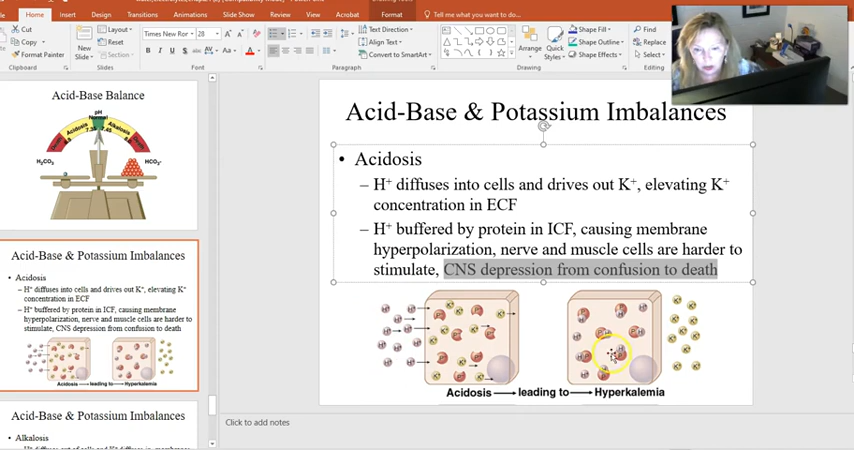 Home
Insert
Design
Transitions
Animations
Slide Show
Review
View
Acrobat
Format
Tell me what you want to do...
Cut
Copy
Format Painter
Clipboard
New
Slide
Layout
Reset
Section
Slides
Times New Ror
28
Font
Paragraph
Text Direction
Align Text
Convert to SmartArt
Arrange
Quick
Styles
Shape Fill
Shape Outline
Shape Effects
Drawing
Find
Replace
Select
Editing
Acid-Base Balance
pH
Normal
Acidosis
7.35
7.45
Alkalosis
Death
Death
H2CO3
HCO3-
Acid-Base & Potassium Imbalances
Acidosis
– H+ diffuses into cells and drives out K+, elevating K+
concentration in ECF
– H+ buffered by protein in ICF, causing membrane
hyperpolarization, nerve and muscle cells are harder to
stimulate, CNS depression from confusion to death
Acidosis leading to Hyperkalemia
Acid-Base & Potassium Imbalances
• Alkalosis
Acid-Base & Potassium Imbalances
• Acidosis
– H+ diffuses into cells and drives out K+, elevating K+
concentration in ECF
– H+ buffered by protein in ICF, causing membrane
hyperpolarization, nerve and muscle cells are harder to
stimulate, CNS depression from confusion to death
Acidosis leading to Hyperkalemia
Click to add notes